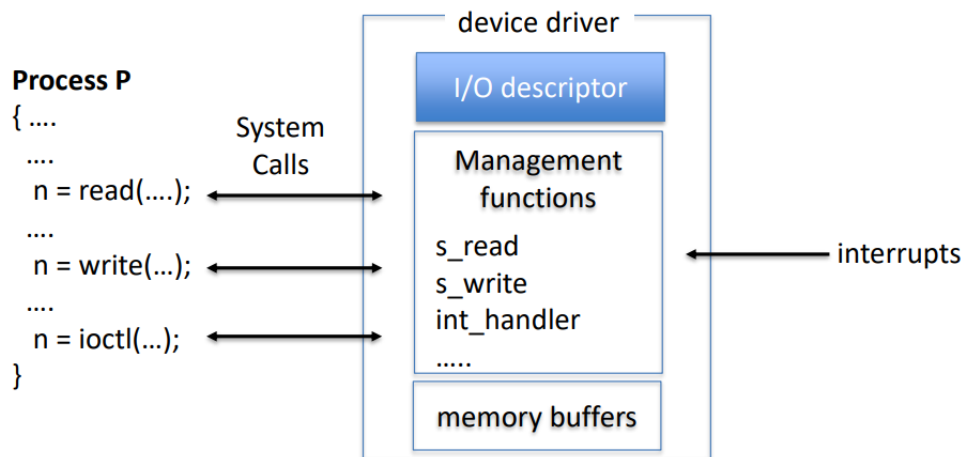 device driver
Process P
{ ....
....
n = read(....);
....
n = write(...);
....
n = ioctl(...);
}
System
Calls
I/O descriptor
Management
functions
s_read
s_write
int_handler
.....
memory buffers
interrupts